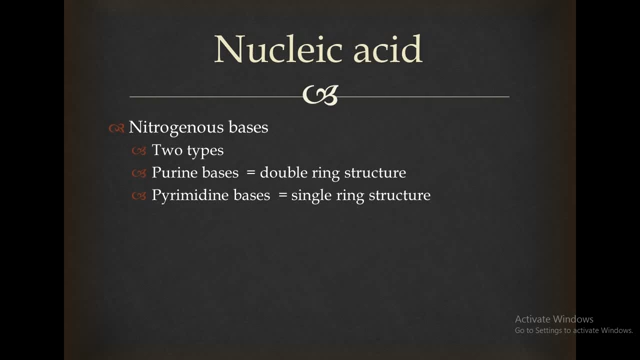 Nucleic acid
Nitrogenous bases
Two types
Purine bases = double ring structure
Pyrimidine bases = single ring structure
Activate Windows
Go to Settings to activate Windows.